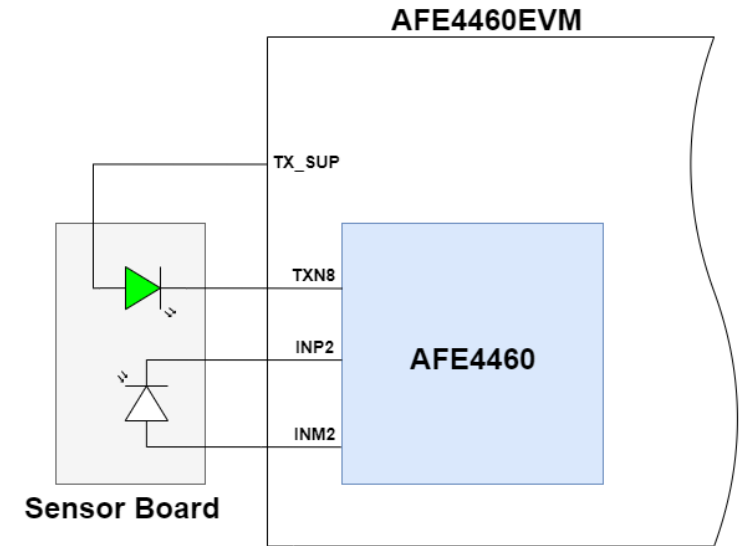 AFE4460EVM
TX_SUP
TXN8
INP2
AFE4460
INM2
Sensor Board